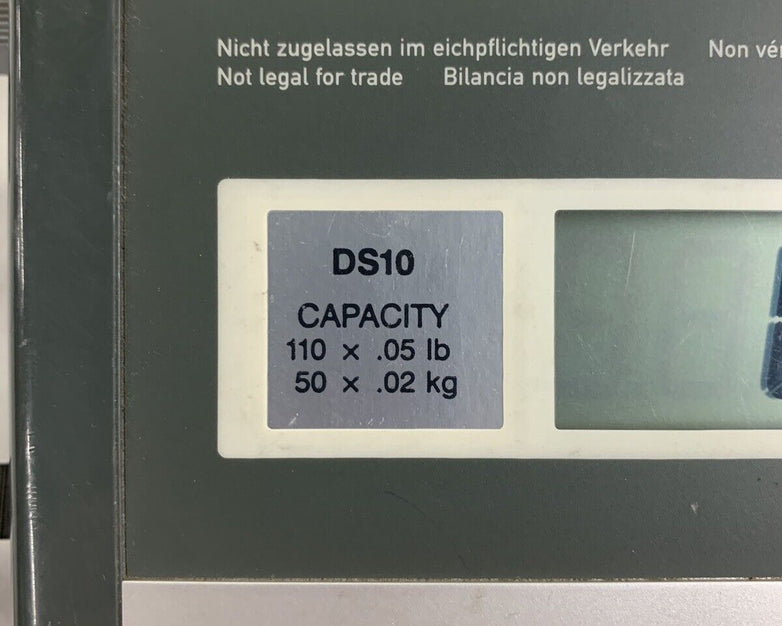 Nicht zugelassen im eichpflichtigen Verkehr Non
Not legal for trade Bilancia non legalizzata
DS10
CAPACITY
110 x .05 lb
50 x .02 kg